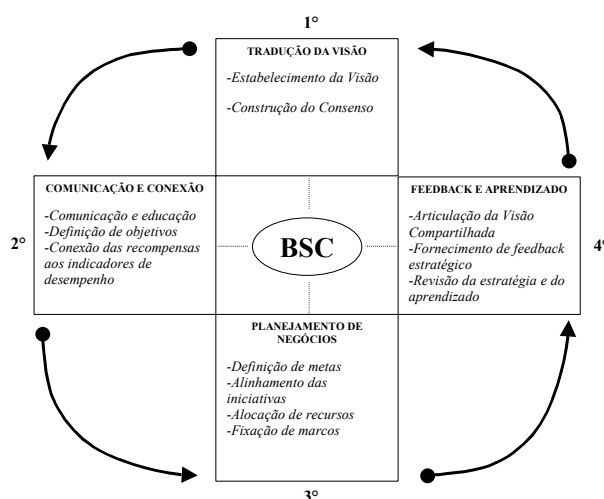 1°
TRADUÇÃO DA VISÃO
-Estabelecimento da Visão
-Construção do Consenso
2°
COMUNICAÇÃO E CONEXÃO
-Comunicação e educação
-Definição de objetivos
-Conexão das recompensas
aos indicadores de
desempenho
BSC
FEEDBACK E APRENDIZADO
-Articulação da Visão
Compartilhada
-Fornecimento de feedback
estratégico
-Revisão da estratégia e do
aprendizado
4°
PLANEJAMENTO DE
NEGÓCIOS
-Definição de metas
-Alinhamento das
iniciativas
-Alocação de recursos
-Fixação de marcos
3°